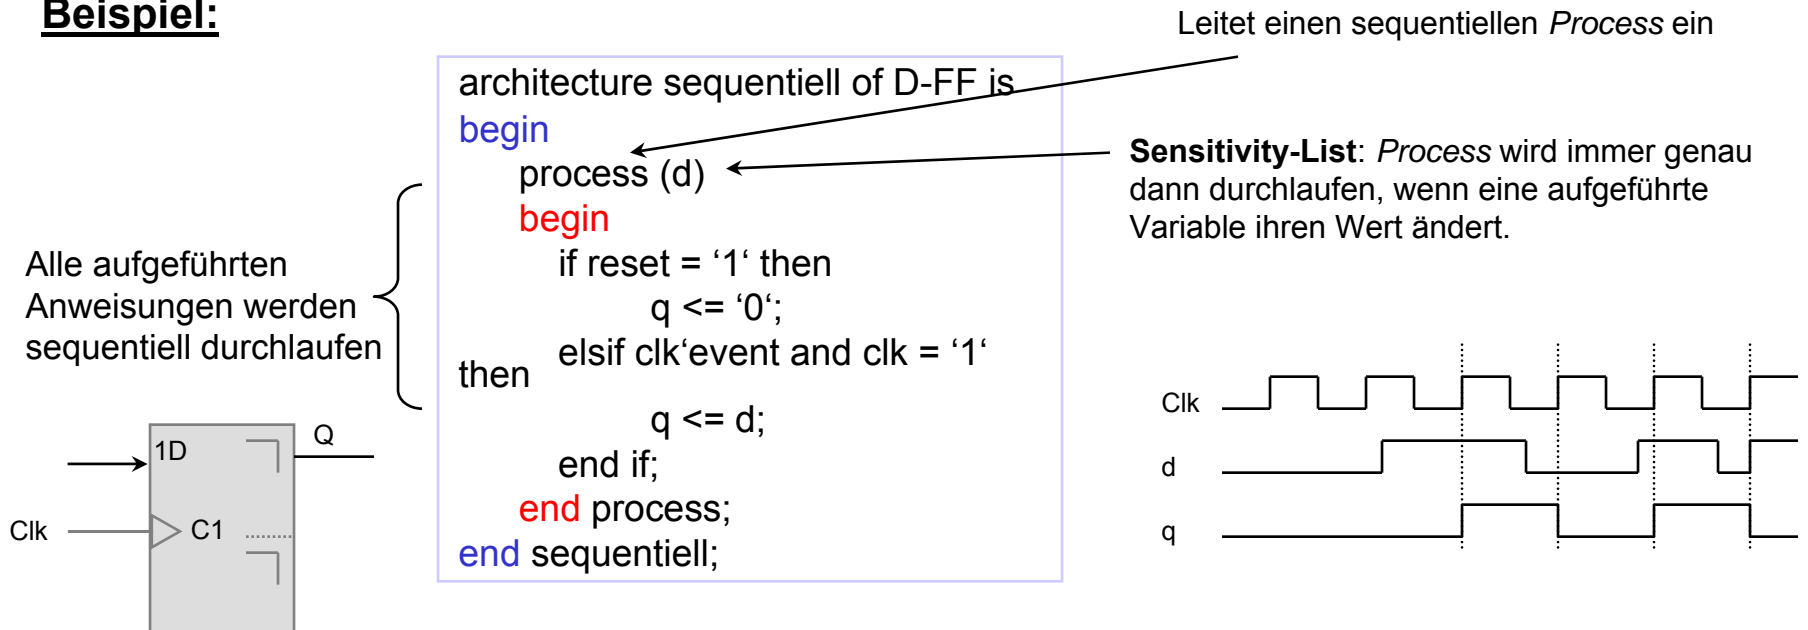 Beispiel:
Leitet einen sequentiellen Process ein
architecture sequentiell of D-FF is
begin
process (d)
begin
if reset = ‘1‘ then
q <= ‘0‘;
elsif clk‘event and clk = ‘1‘
then
q <= d;
end if;
end process;
end sequentiell;
Sensitivity-List: Process wird immer genau
dann durchlaufen, wenn eine aufgeführte
Variable ihren Wert ändert.
Alle aufgeführten
Anweisungen werden
sequentiell durchlaufen
1D
Q
Clk
C1
Clk
d
q